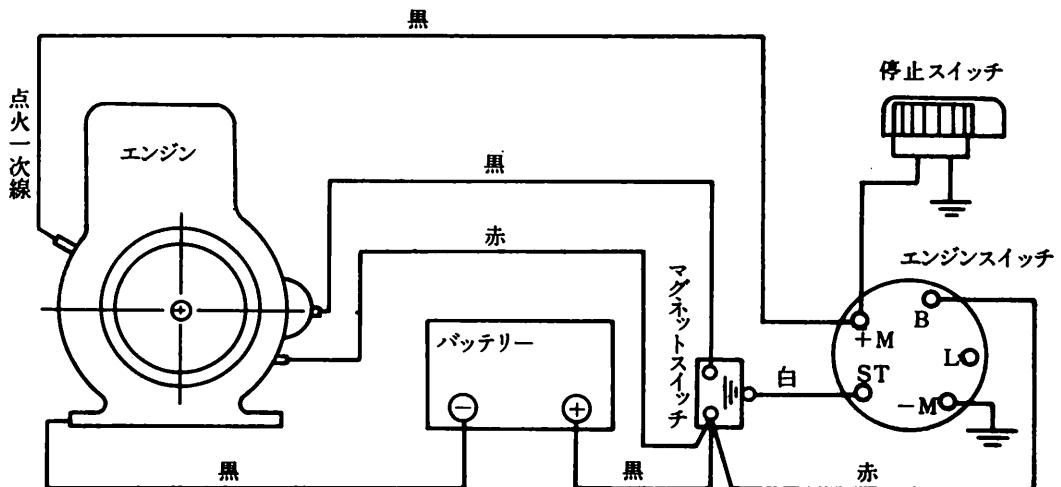 黒
停止スイッチ
点火一次線
エンジン
黒
赤
エンジンスイッチ
マグネットスイッチ
B
+M
バッテリー
L
白
ST
−M
−
+
黒
黒
赤